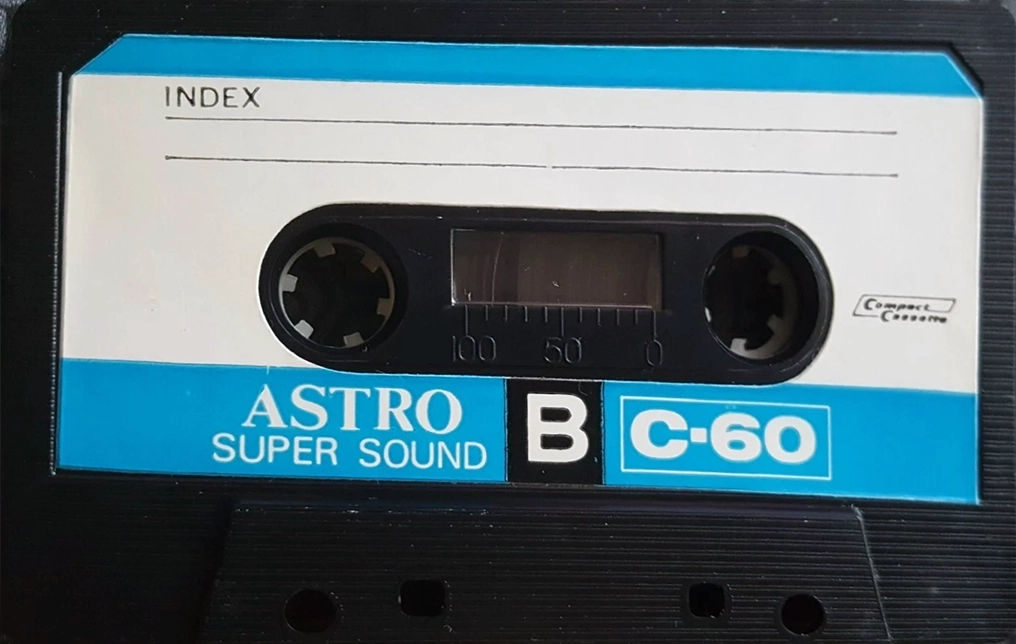 INDEX
100 50 0
Compact
Cassette
ASTRO
SUPER SOUND
B
C-60